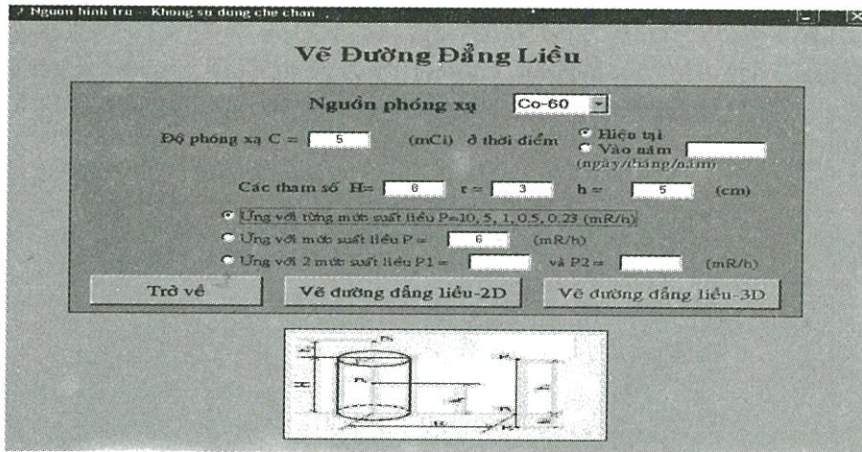 Nguon hinh tru -- Khong su dung che chan
Vẽ Đường Đẳng Liều
Nguồn phóng xạ Co-60
Độ phóng xạ C = 5 (mCi) ở thời điểm Hiện tại
Vào năm
(ngày/tháng/năm)
Các tham số H= 6 r = 3 h = 5 (cm)
Ứng với từng mức suất liều P=10, 5, 1, 0.5, 0.23 (mR/h)
Ứng với mức suất liều P = 6 (mR/h)
Ứng với 2 mức suất liều P1 = và P2 = (mR/h)
Trở về Vẽ đường đẳng liều-2D Vẽ đường đẳng liều-3D
H